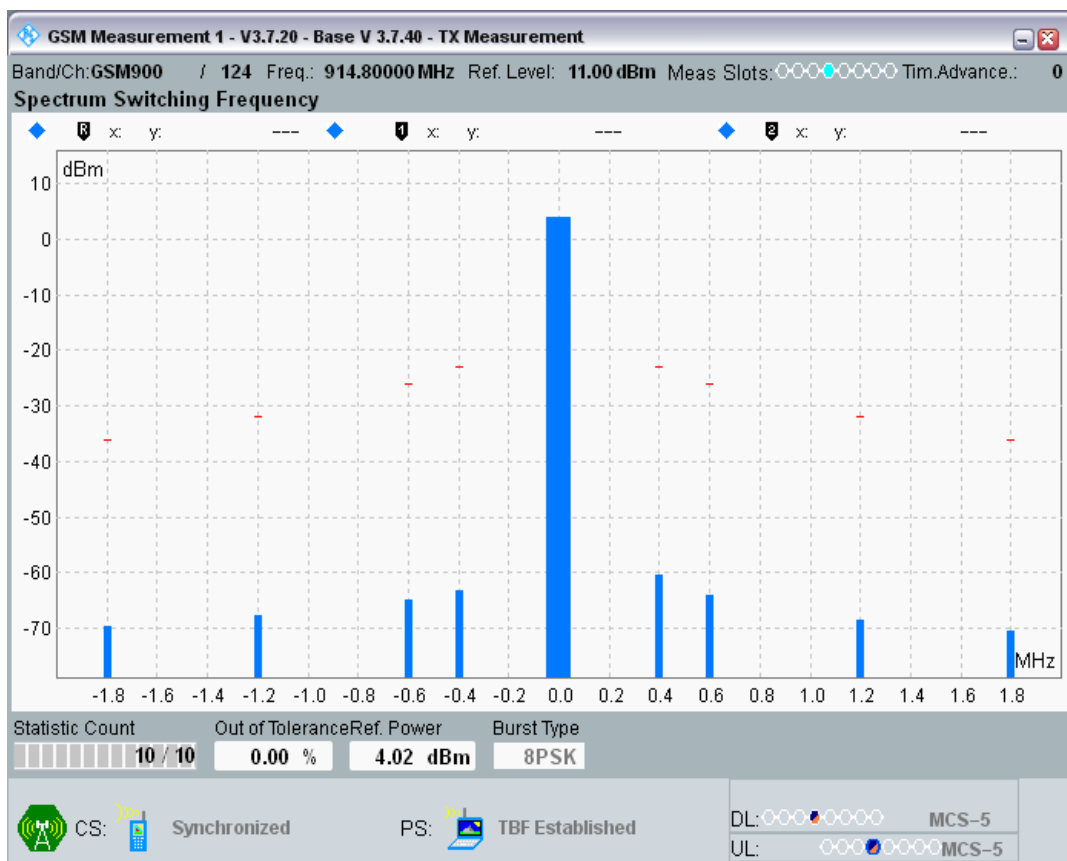 GSM Measurement 1 - V3.7.20 - Base V 3.7.40 - TX Measurement
Band/Ch:GSM900 / 124 Freq.: 914.80000 MHz Ref. Level: 11.00 dBm Meas Slots: Tim.Advance.: 0
Spectrum Switching Frequency
R x: y: --- 1 x: y: --- 2 x: y: ---
dBm
10
0
-10
-20
-30
-40
-50
-60
-70
MHz
-1.8 -1.6 -1.4 -1.2 -1.0 -0.8 -0.6 -0.4 -0.2 0.0 0.2 0.4 0.6 0.8 1.0 1.2 1.4 1.6 1.8
Statistic Count Out of Tolerance Ref. Power Burst Type
10 / 10 0.00 % 4.02 dBm 8PSK
CS: Synchronized PS: TBF Established
DL: MCS-5
UL: MCS-5